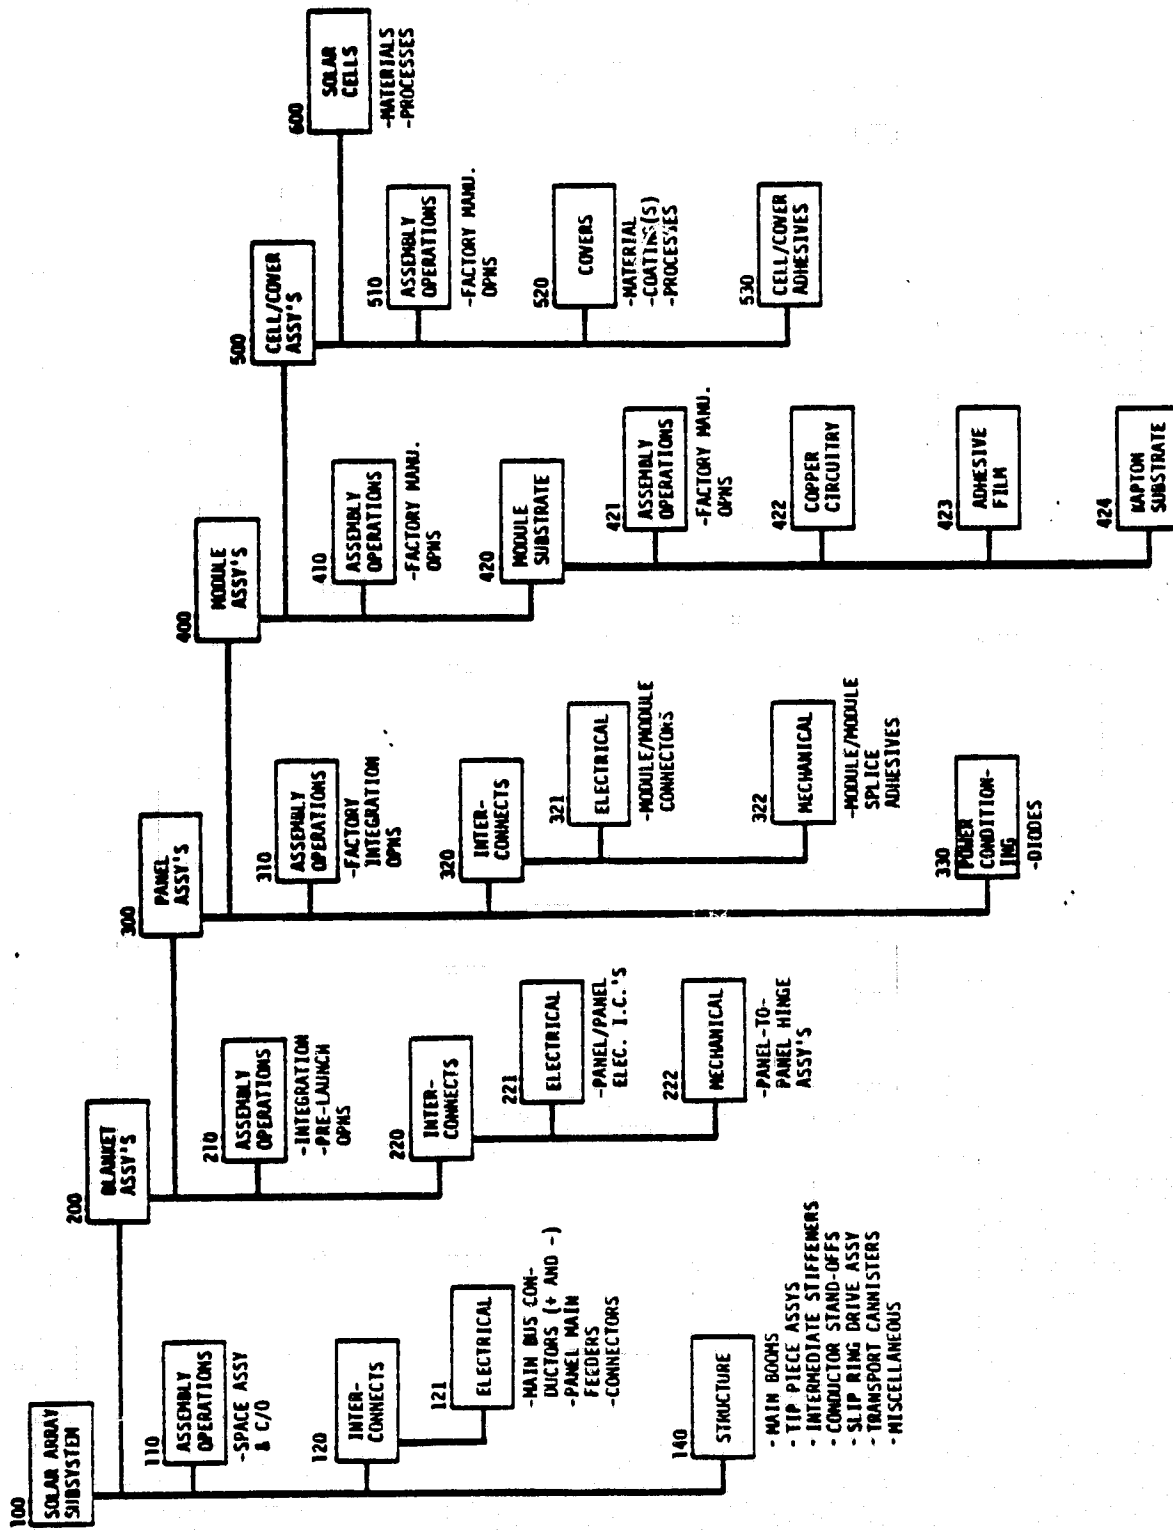 100
SOLAR ARRAY
SUBSYSTEM
110
ASSEMBLY
OPERATIONS
-SPACE ASSY
& C/O
120
INTER-
CONNECTS
121
ELECTRICAL
-MAIN BUS CON-
DUCTORS (+ AND -)
-PANEL MAIN
FEEDERS
-CONNECTORS
140
STRUCTURE
- MAIN BOOMS
- TIP PIECE ASSYS
- INTERMEDIATE STIFFENERS
- CONDUCTOR STAND-OFFS
- SLIP RING DRIVE ASSY
- TRANSPORT CANNISTERS
- MISCELLANEOUS
200
BLANKET
ASSY'S
210
ASSEMBLY
OPERATIONS
-INTEGRATION
-PRE-LAUNCH
OPNS
220
INTER-
CONNECTS
221
ELECTRICAL
-PANEL/PANEL
ELEC. I.C.'S
222
MECHANICAL
-PANEL-TO-
PANEL HINGE
ASSY'S
300
PANEL
ASSY'S
310
ASSEMBLY
OPERATIONS
-FACTORY
INTEGRATION
OPNS
320
INTER-
CONNECTS
321
ELECTRICAL
-MODULE/MODULE
CONNECTORS
322
MECHANICAL
-MODULE/MODULE
SPLICE
ADHESIVES
330
POWER
CONDITION-
ING
-DIODES
400
MODULE
ASSY'S
410
ASSEMBLY
OPERATIONS
-FACTORY MANU.
OPNS
420
MODULE
SUBSTRATE
421
ASSEMBLY
OPERATIONS
-FACTORY MANU.
OPNS
422
COPPER
CIRCUITRY
423
ADHESIVE
FILM
424
KAPTON
SUBSTRATE
500
CELL/COVER
ASSY'S
510
ASSEMBLY
OPERATIONS
-FACTORY MANU.
OPNS
520
COVERS
-MATERIAL
-COATING(S)
-PROCESSES
530
CELL/COVER
ADHESIVES
600
SOLAR
CELLS
-MATERIALS
-PROCESSES